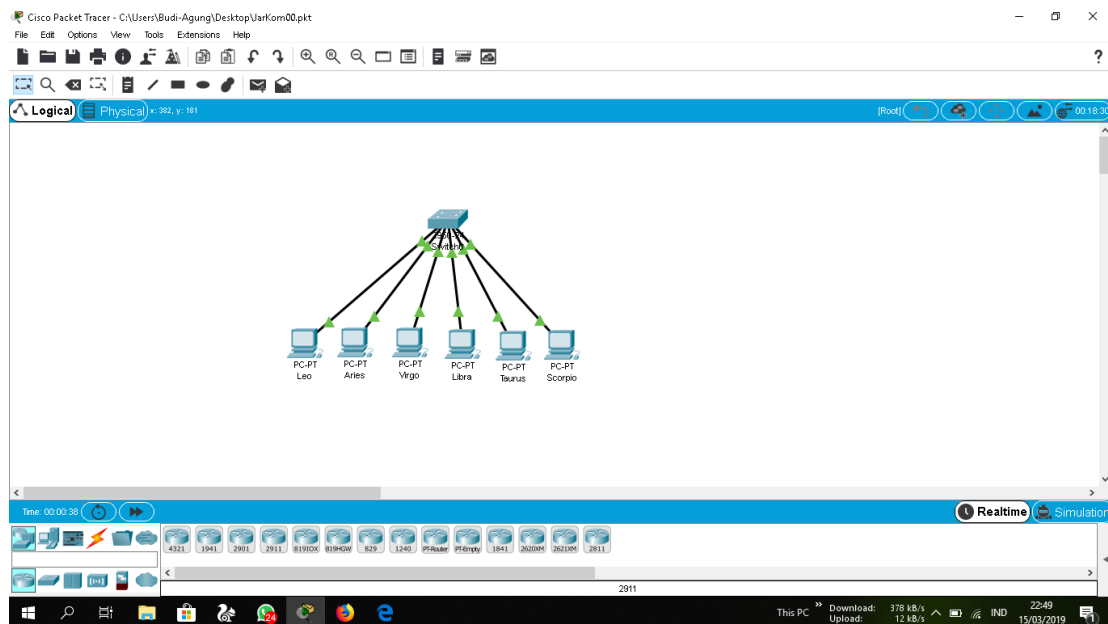 Cisco Packet Tracer - C:\Users\Budi-Agung\Desktop\JarKom00.pkt
File Edit Options View Tools Extensions Help
?
Logical Physical x: 382, y: 181 [Root] 00:18:30
Switch0
PC-PT PC-PT PC-PT PC-PT PC-PT PC-PT
Leo Aries Virgo Libra Taurus Scorpio
Time: 00:00:38 Realtime Simulation
4321 1941 2901 2911 819IOX 819HGW 829 1240 PT-Router PT-Empty 1841 2620XM 2621XM 2811
2911
24 This PC » Download: 378 kB/s IND 22:49
Upload: 12 kB/s 15/03/2019 1